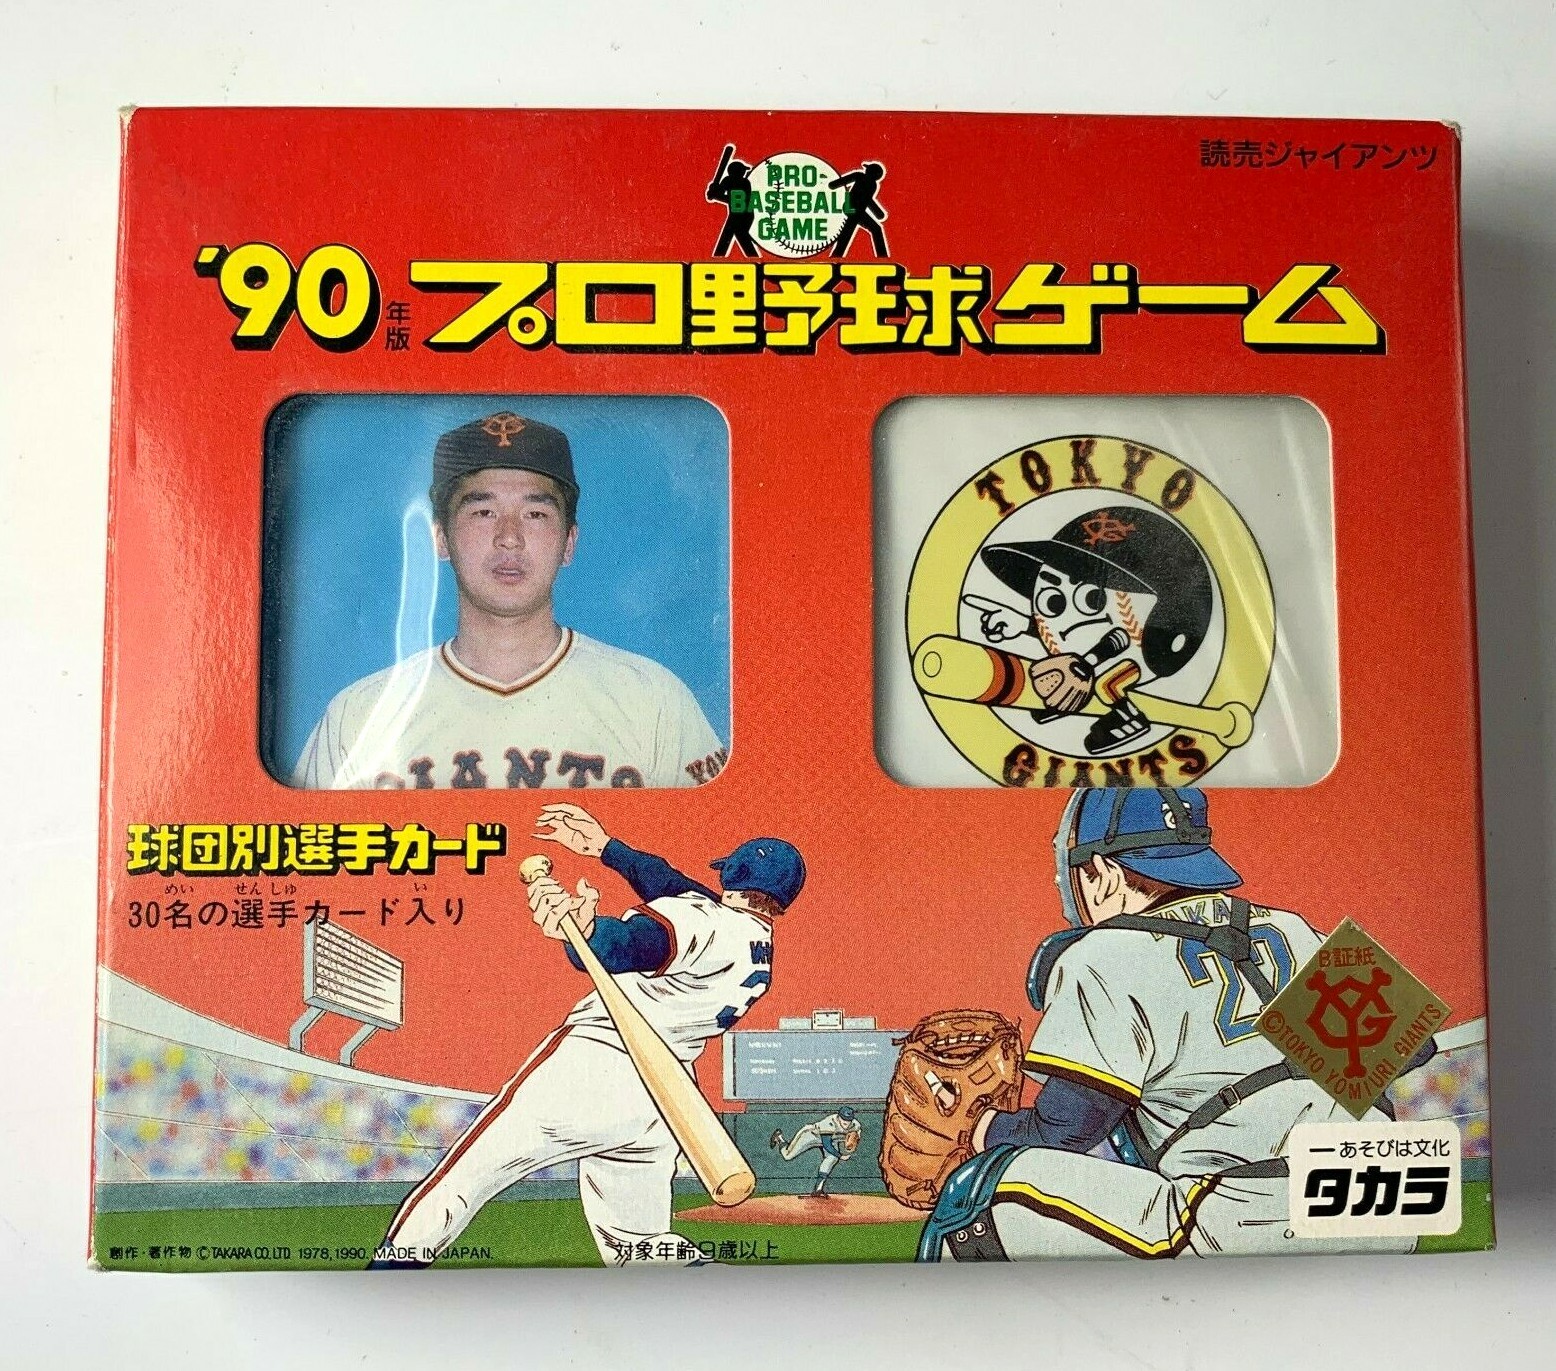 読売ジャイアンツ
PRO-
BASEBALL
GAME
'90年版 プロ野球ゲーム
TOKYO
GIANTS
GIANTS
球団別選手カード
めい せんしゅ い
30名の選手カード入り
TAKARA
B証紙
©TOKYO YOMIURI GIANTS
ーあそびは文化
タカラ
創作・著作物 ©TAKARA CO.LTD 1978,1990. MADE IN JAPAN.
対象年齢9歳以上